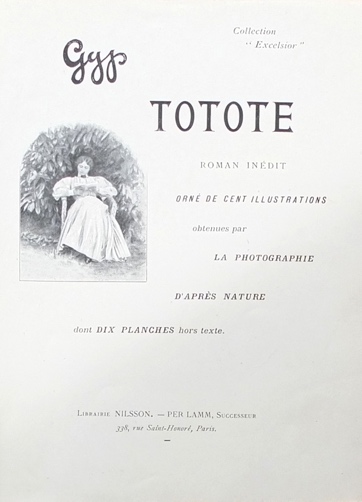 Collection
"Excelsior"
Gyp
TOTOTE
ROMAN INÉDIT
ORNÉ DE CENT ILLUSTRATIONS
obtenues par
LA PHOTOGRAPHIE
D'APRÈS NATURE
dont DIX PLANCHES hors texte.
LIBRAIRIE NILSSON. — PER LAMM, SUCCESSEUR
338, rue Saint-Honoré, Paris.